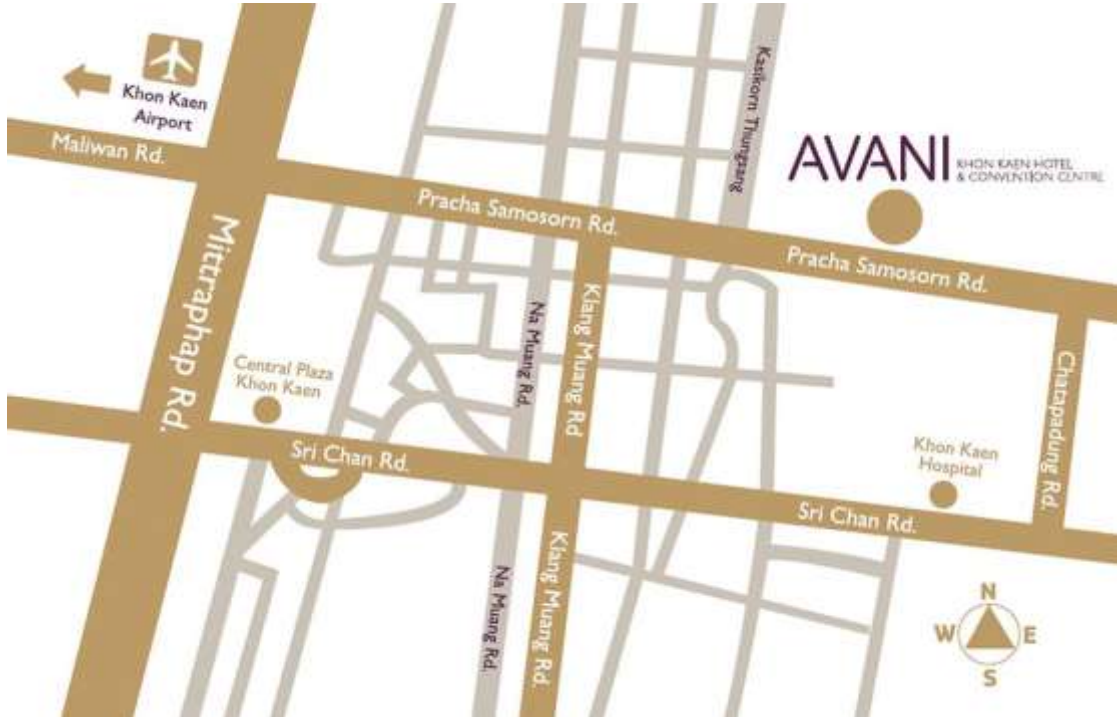 Khon Kaen
Airport
Maliwan Rd.
Kasikorn Thungsang
AVANI
KHON KAEN HOTEL
& CONVENTION CENTRE
Pracha Samosorn Rd.
Pracha Samosorn Rd.
Mittraphap Rd.
Na Muang Rd.
Klang Muang Rd
Central Plaza
Khon Kaen
Chatapadung Rd.
Sri Chan Rd.
Khon Kaen
Hospital
Sri Chan Rd.
Na Muang Rd.
Klang Muang Rd.
N
W
E
S